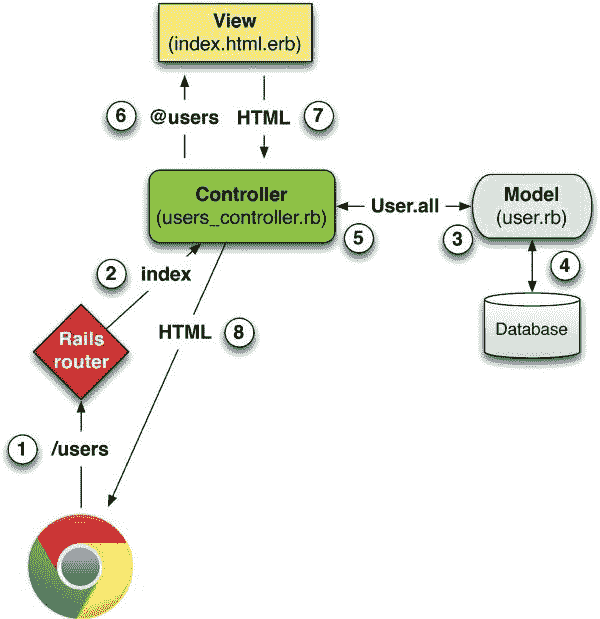 View
(index.html.erb)
6 @users HTML 7
Controller
(users_controller.rb)
User.all
Model
(user.rb)
5
3
4
2 index
Database
HTML 8
Rails
router
1 /users